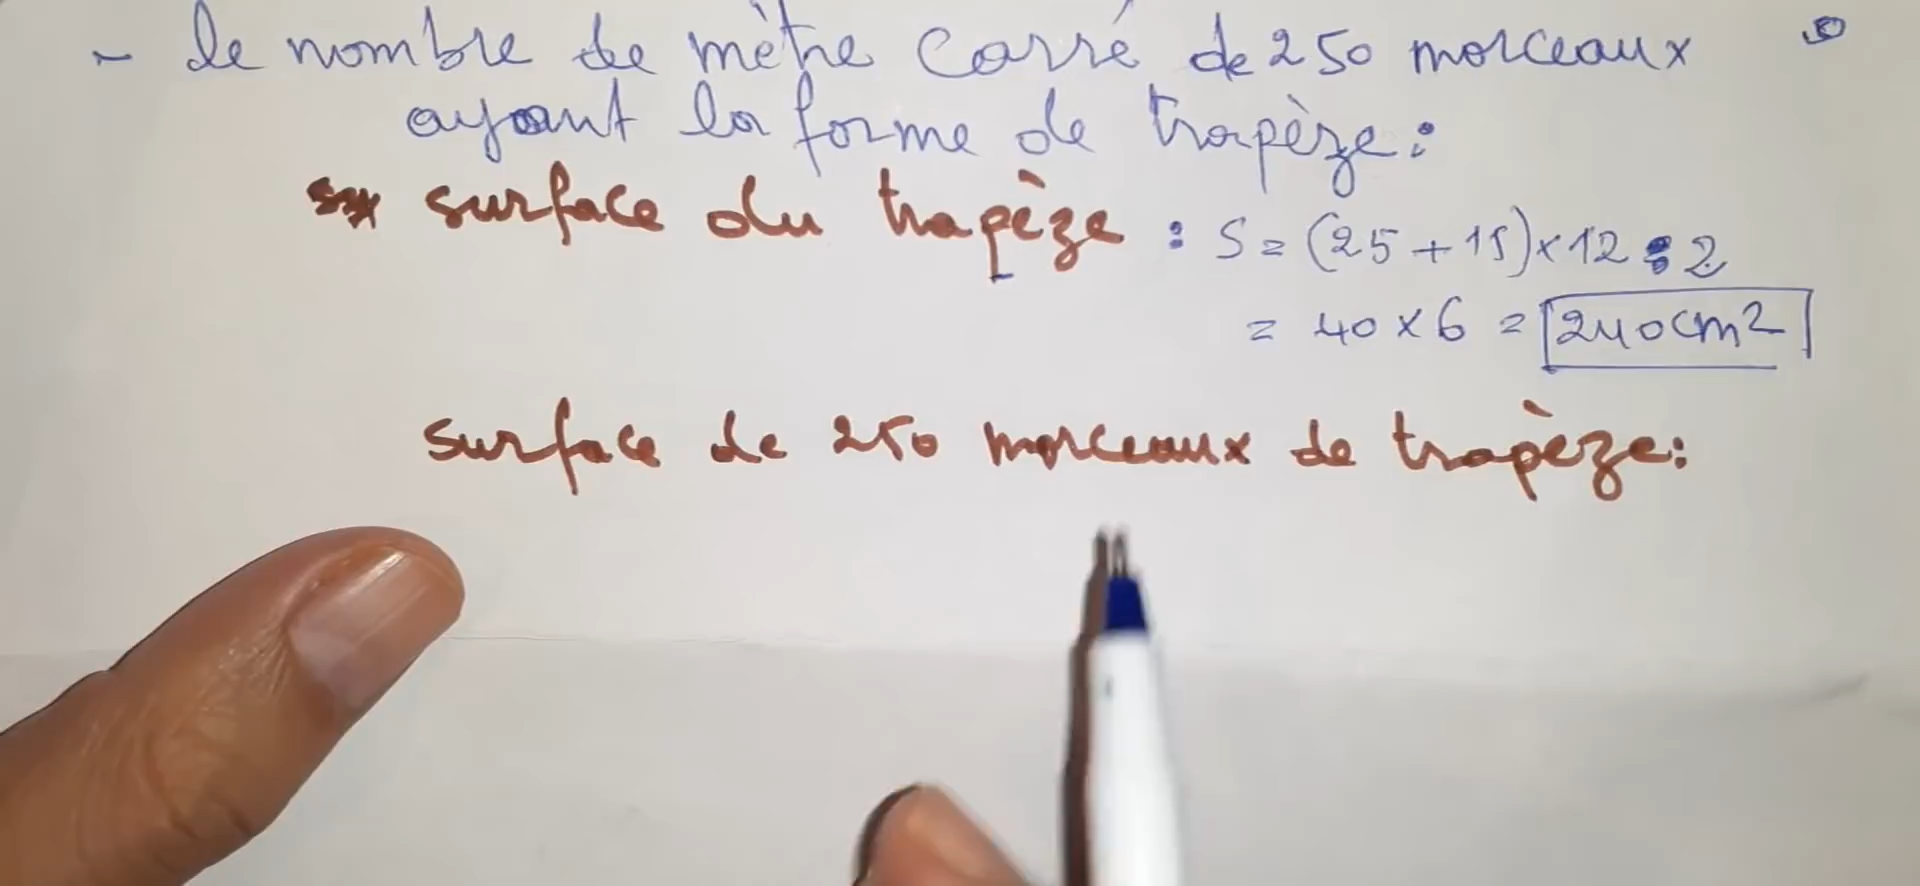 - le nombre de mètre carré de 250 morceaux
ayant la forme de trapèze :
surface du trapèze : S = (25 + 15) x 12 : 2
= 40 x 6 = 240 cm²
surface de 250 morceaux de trapèze :